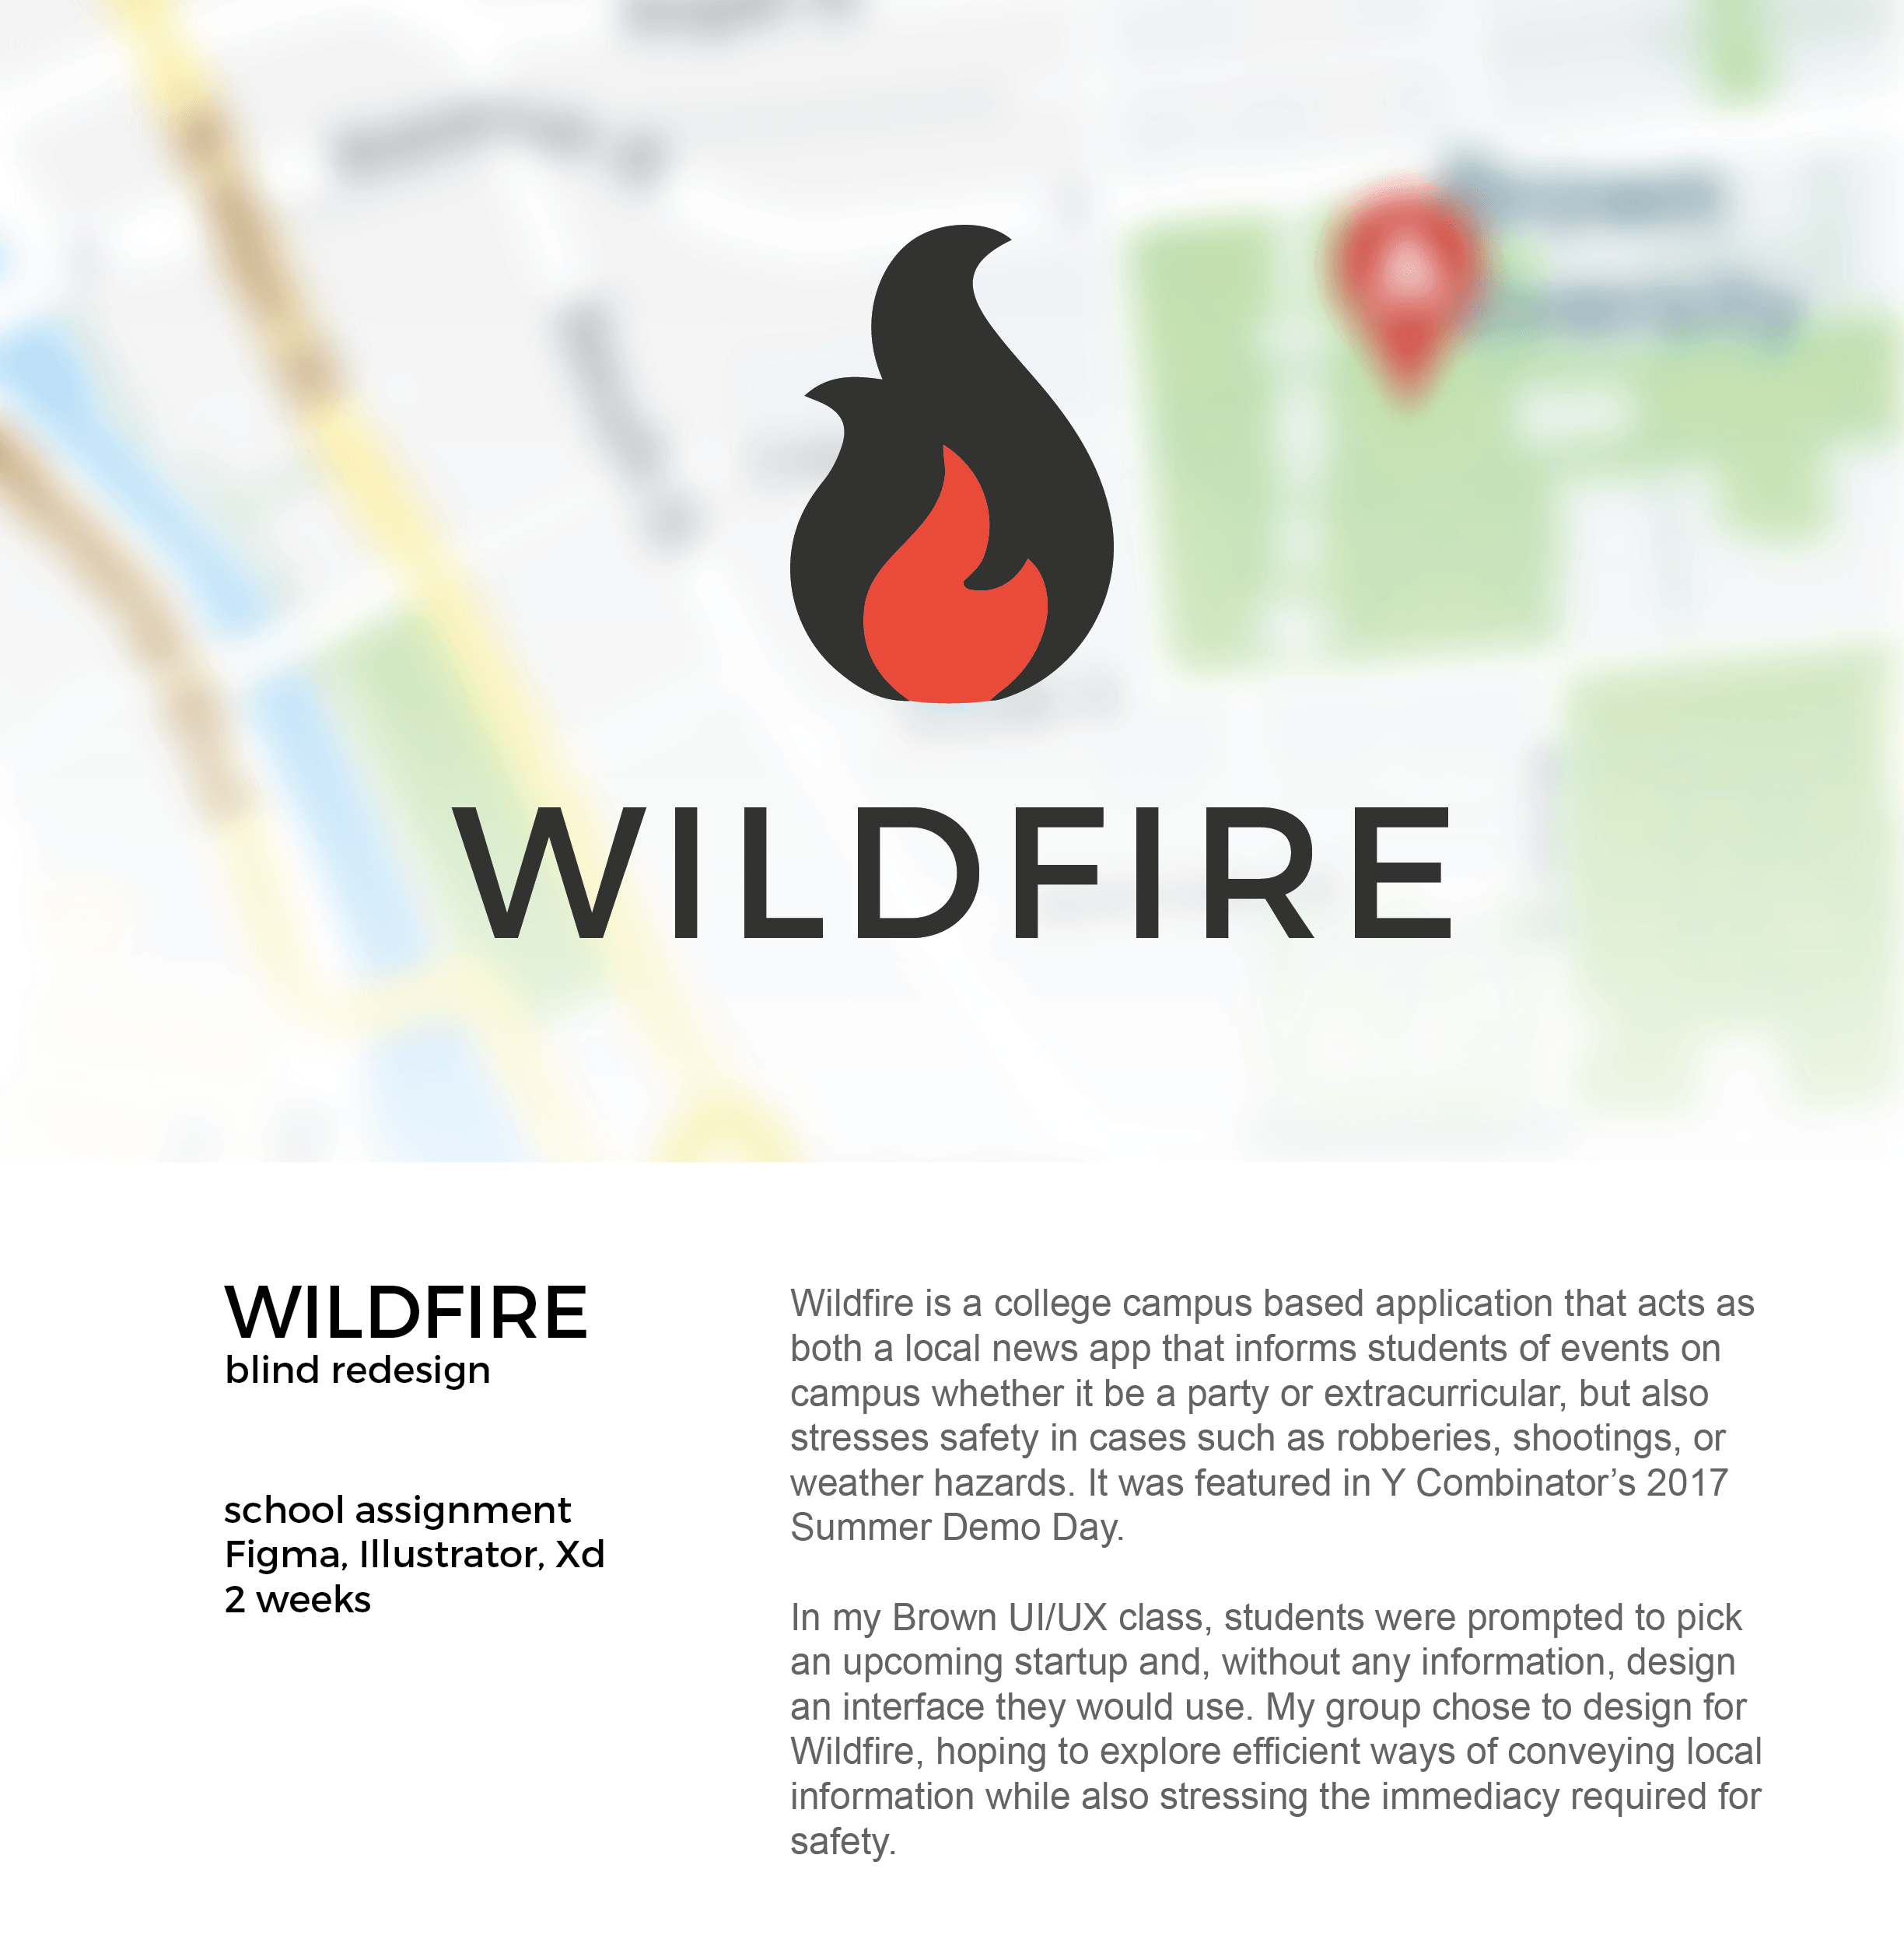 WILDFIRE
WILDFIRE
blind redesign
school assignment
Figma, Illustrator, Xd
2 weeks
Wildfire is a college campus based application that acts as
both a local news app that informs students of events on
campus whether it be a party or extracurricular, but also
stresses safety in cases such as robberies, shootings, or
weather hazards. It was featured in Y Combinator’s 2017
Summer Demo Day.
In my Brown UI/UX class, students were prompted to pick
an upcoming startup and, without any information, design
an interface they would use. My group chose to design for
Wildfire, hoping to explore efficient ways of conveying local
information while also stressing the immediacy required for
safety.